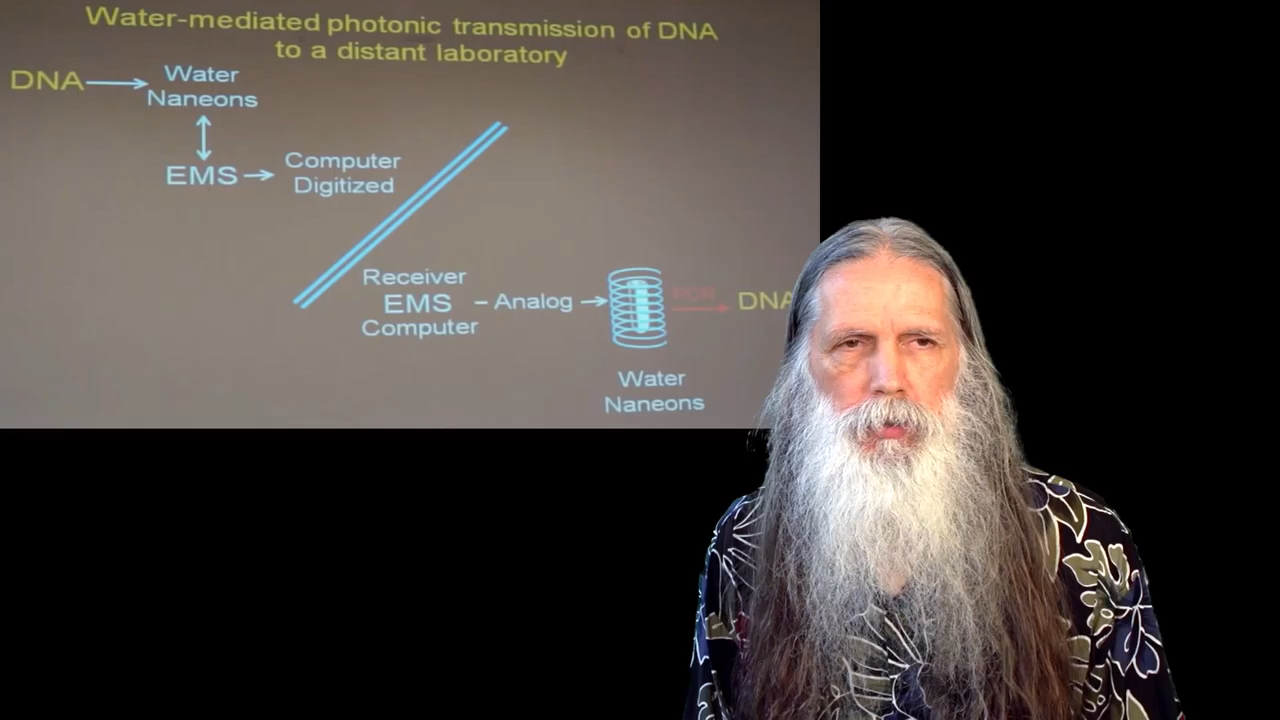 Water-mediated photonic transmission of DNA
to a distant laboratory
DNA
Water
Naneons
EMS
Computer
Digitized
Receiver
EMS
Computer
Analog
PCR
DNA
Water
Naneons